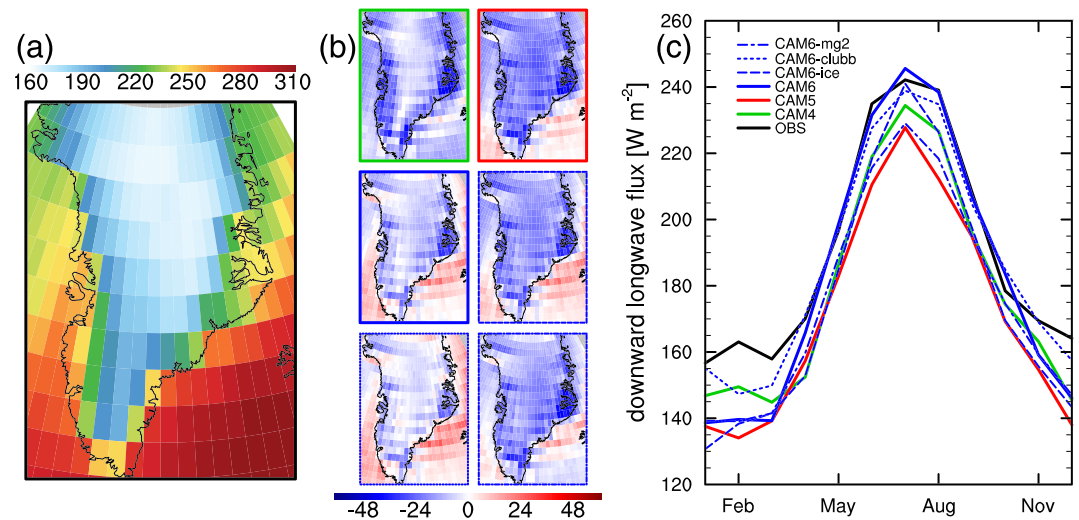 (a)
160 190 220 250 280 310
(b)
-48 -24 0 24 48
(c)
downward longwave flux [W m-2]
260
240
220
200
180
160
140
120
CAM6-mg2
CAM6-clubb
CAM6-ice
CAM6
CAM5
CAM4
OBS
Feb May Aug Nov